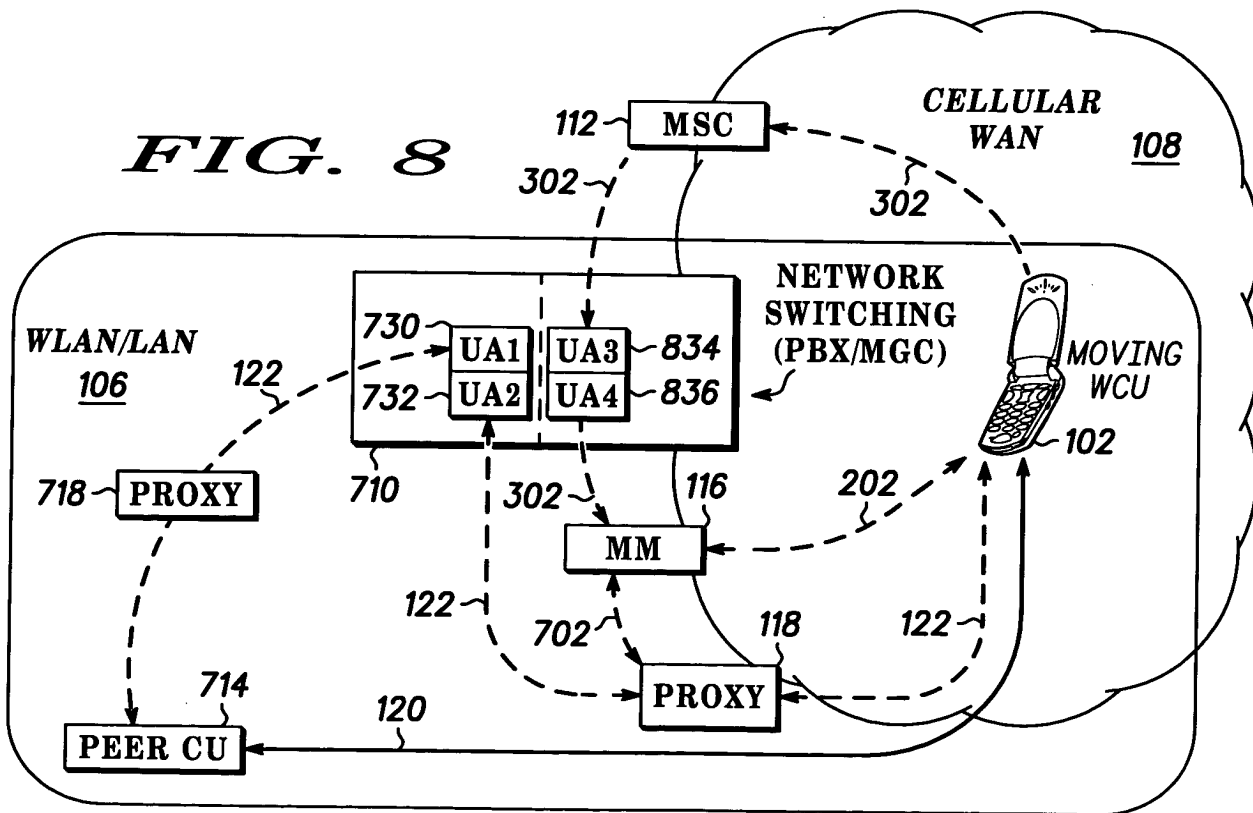 FIG. 8
112
MSC
CELLULAR
WAN
108
302
302
NETWORK
SWITCHING
(PBX/MGC)
WLAN/LAN
106
730
UA1
UA3
834
732
UA2
UA4
836
MOVING
WCU
102
122
718
PROXY
710
302
116
202
MM
122
702
118
122
PROXY
714
120
PEER CU